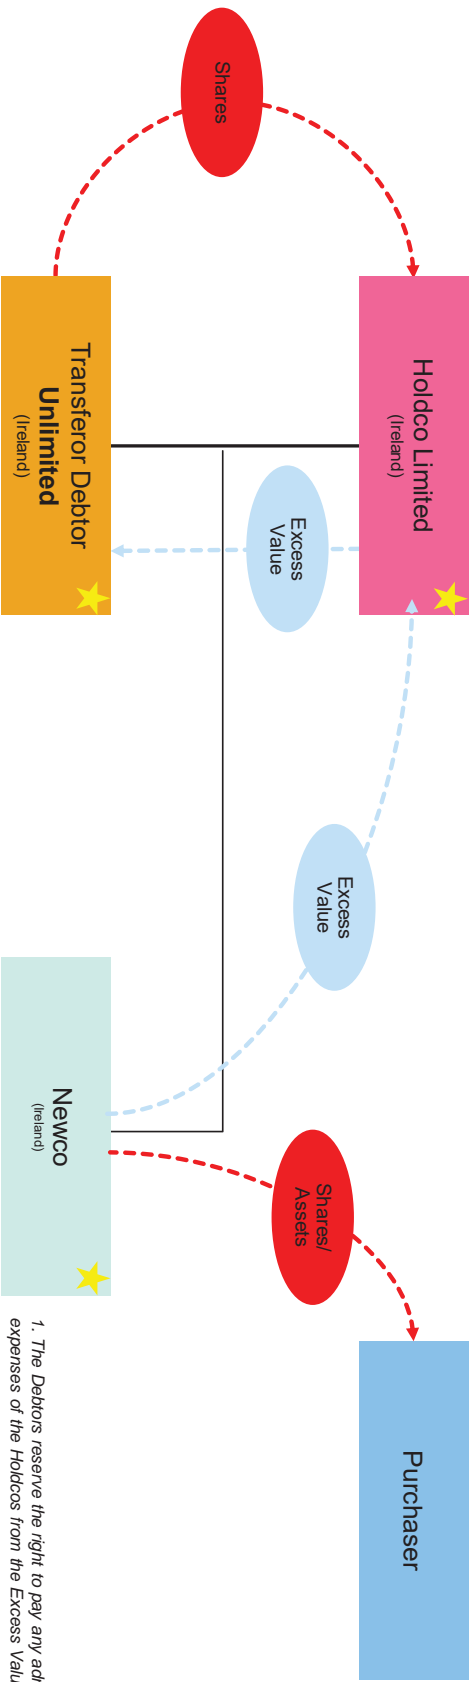 Shares
Holdco Limited
(Ireland)
Transferor Debtor
Unlimited
(Ireland)
Excess
Value
Excess
Value
Newco
(Ireland)
Shares/
Assets
Purchaser
1. The Debtors reserve the right to pay any
expenses of the Holdcos from the Excess Valu